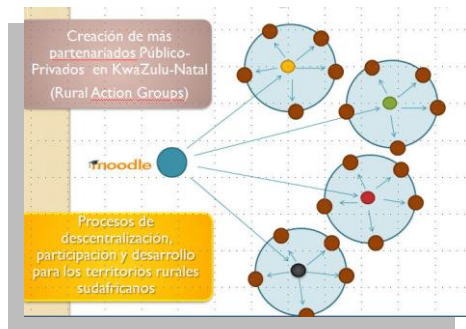 Creación de más
partenariados Público-
Privados en KwaZulu-Natal
(Rural Action Groups)
moodle
Procesos de
descentralización,
participación y desarrollo
para los territorios rurales
sudafricanos